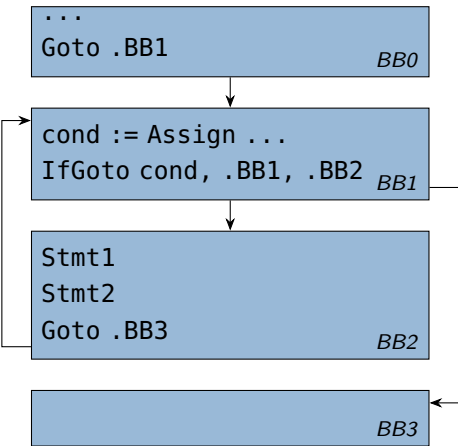 ...
Goto .BB1
BB0
cond := Assign ...
IfGoto cond, .BB1, .BB2
BB1
Stmt1
Stmt2
Goto .BB3
BB2
BB3